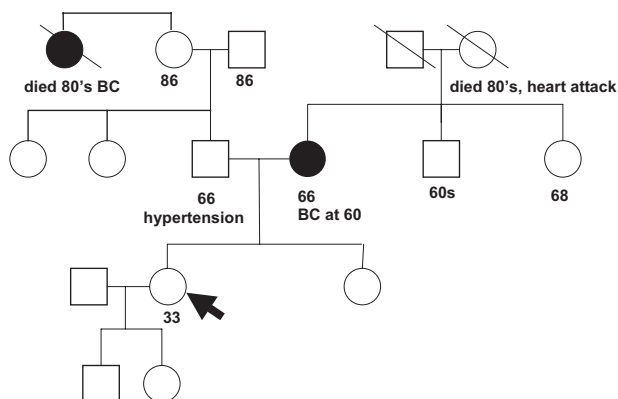 died 80's BC
86
86
died 80's, heart attack
66
hypertension
66
BC at 60
60s
68
33